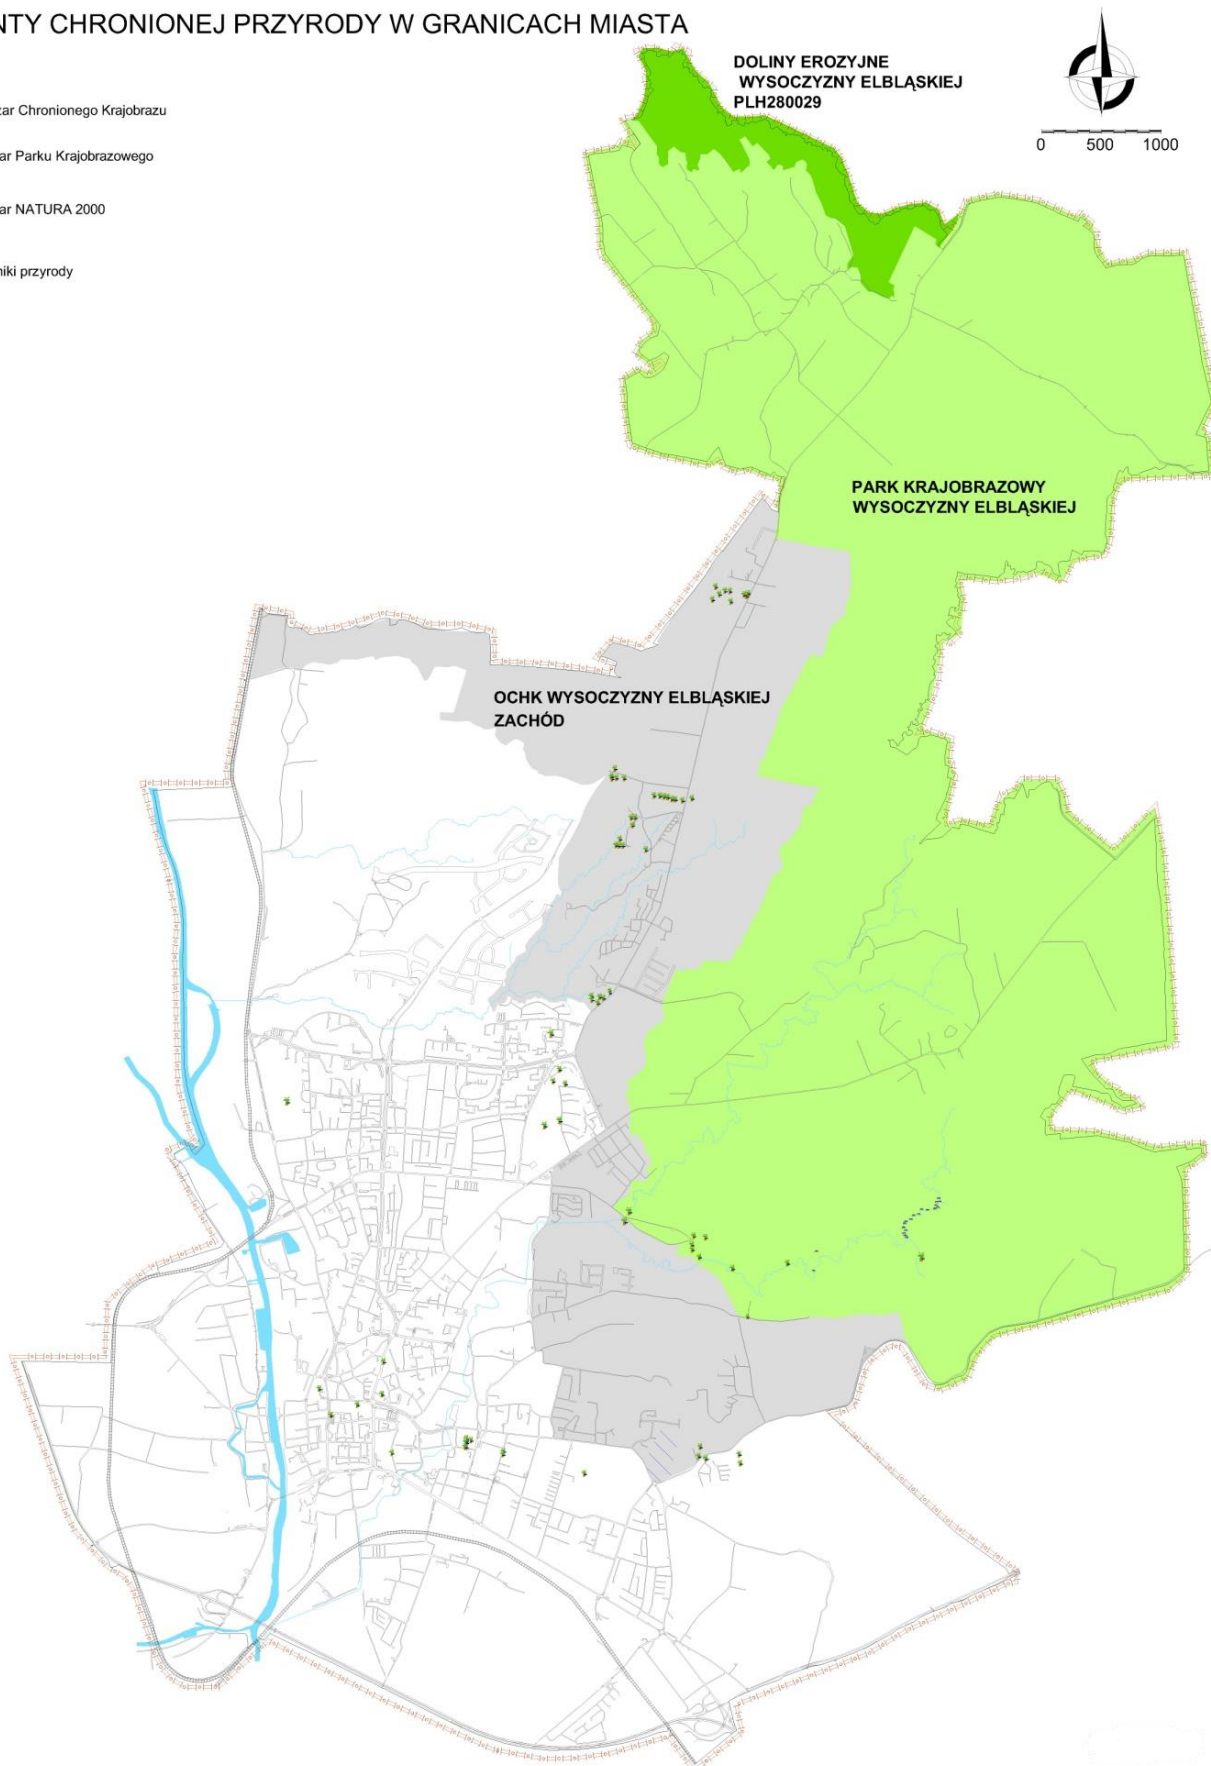 NTY CHRONIONEJ PRZYRODY W GRANICACH MIASTA
zar Chronionego Krajobrazu
ar Parku Krajobrazowego
ar NATURA 2000
niki przyrody
DOLINY EROZYJNE
WYSOCZYZNY ELBLĄSKIEJ
PLH280029
0 500 1000
PARK KRAJOBRAZOWY
WYSOCZYZNY ELBLĄSKIEJ
OCHK WYSOCZYZNY ELBLĄSKIEJ
ZACHÓD